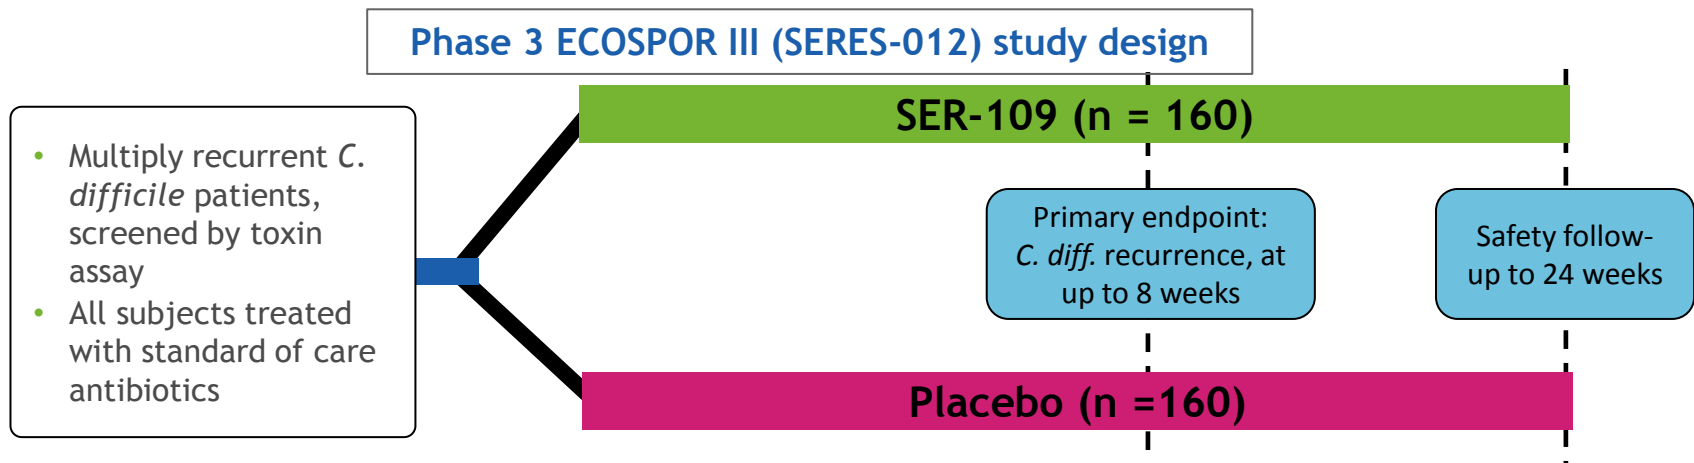 Phase 3 ECOSPOR III (SERES-012) study design
• Multiply recurrent C.
difficile patients,
screened by toxin
assay
• All subjects treated
with standard of care
antibiotics
SER-109 (n = 160)
Primary endpoint:
C. diff. recurrence, at
up to 8 weeks
Safety follow-
up to 24 weeks
Placebo (n =160)